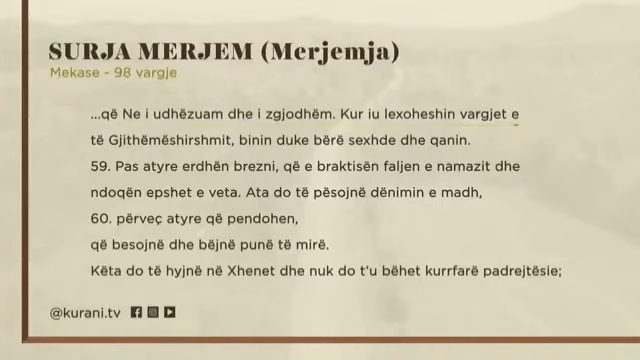 SURJA MERJEM (Merjemja)
Mekase - 98 vargje
...që Ne i udhëzuam dhe i zgjodhëm. Kur iu lexoheshin vargjet e
të Gjithëmëshirshmit, binin duke bërë sexhde dhe qanin.
59. Pas atyre erdhën brezni, që e braktisën faljen e namazit dhe
ndoqën epshet e veta. Ata do të pësojnë dënimin e madh,
60. përveç atyre që pendohen,
që besojnë dhe bëjnë punë të mirë.
Këta do të hyjnë në Xhenet dhe nuk do t'u bëhet kurrfarë padrejtësie;
@kurani.tv